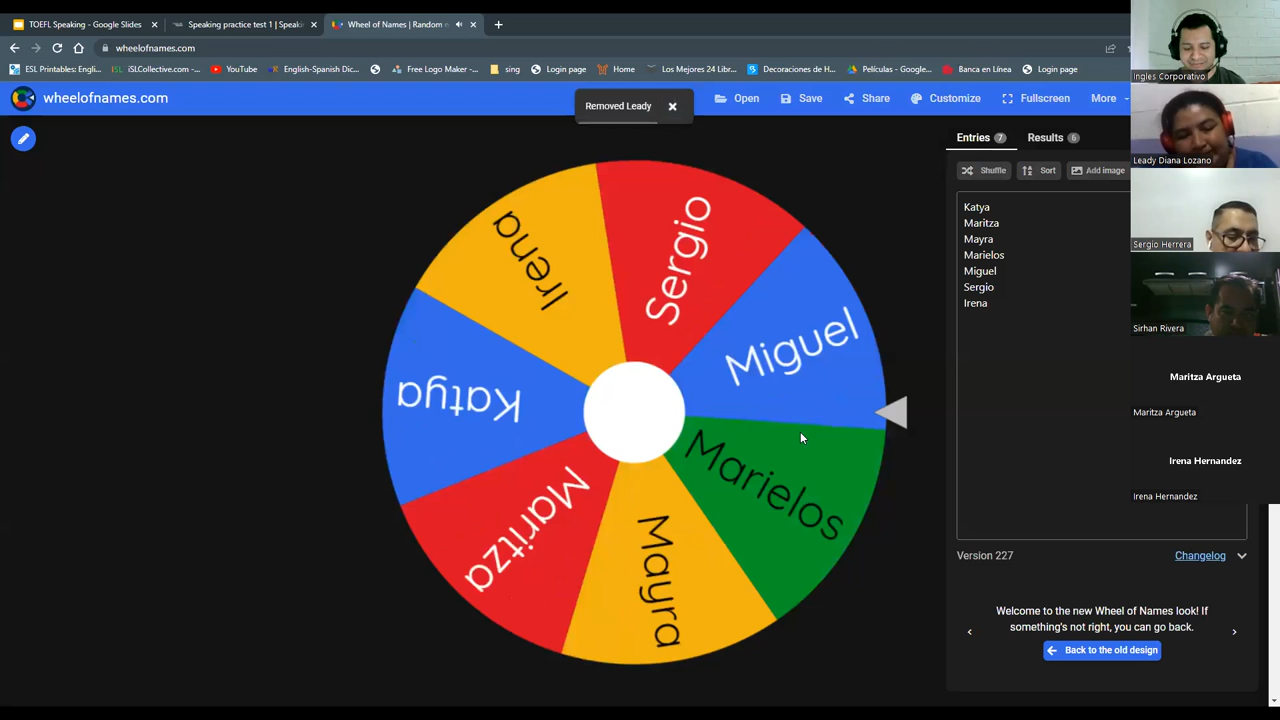 TOEFL Speaking - Google Slides
Speaking practice test 1 | Speaki
Wheel of Names | Random n
wheelofnames.com
ESL Printables: Engli...
iSLCollective.com -...
YouTube
English-Spanish Dic...
Free Logo Maker -...
sing
Login page
Home
Los Mejores 24 Libr...
Decoraciones de H...
Películas - Google...
Banca en Línea
Login page
wheelofnames.com
Removed Leady
Open
Save
Share
Customize
Fullscreen
More
Entries 7
Results 6
Shuffle
Sort
Add image
Katya
Maritza
Mayra
Marielos
Miguel
Sergio
Irena
Sergio
Miguel
Marielos
Mayra
Maritza
Katya
Irena
Version 227
Changelog
Welcome to the new Wheel of Names look! If
something's not right, you can go back.
Back to the old design
Ingles Corporativo
Leady Diana Lozano
Sergio Herrera
Sirhan Rivera
Maritza Argueta
Maritza Argueta
Irena Hernandez
Irena Hernandez